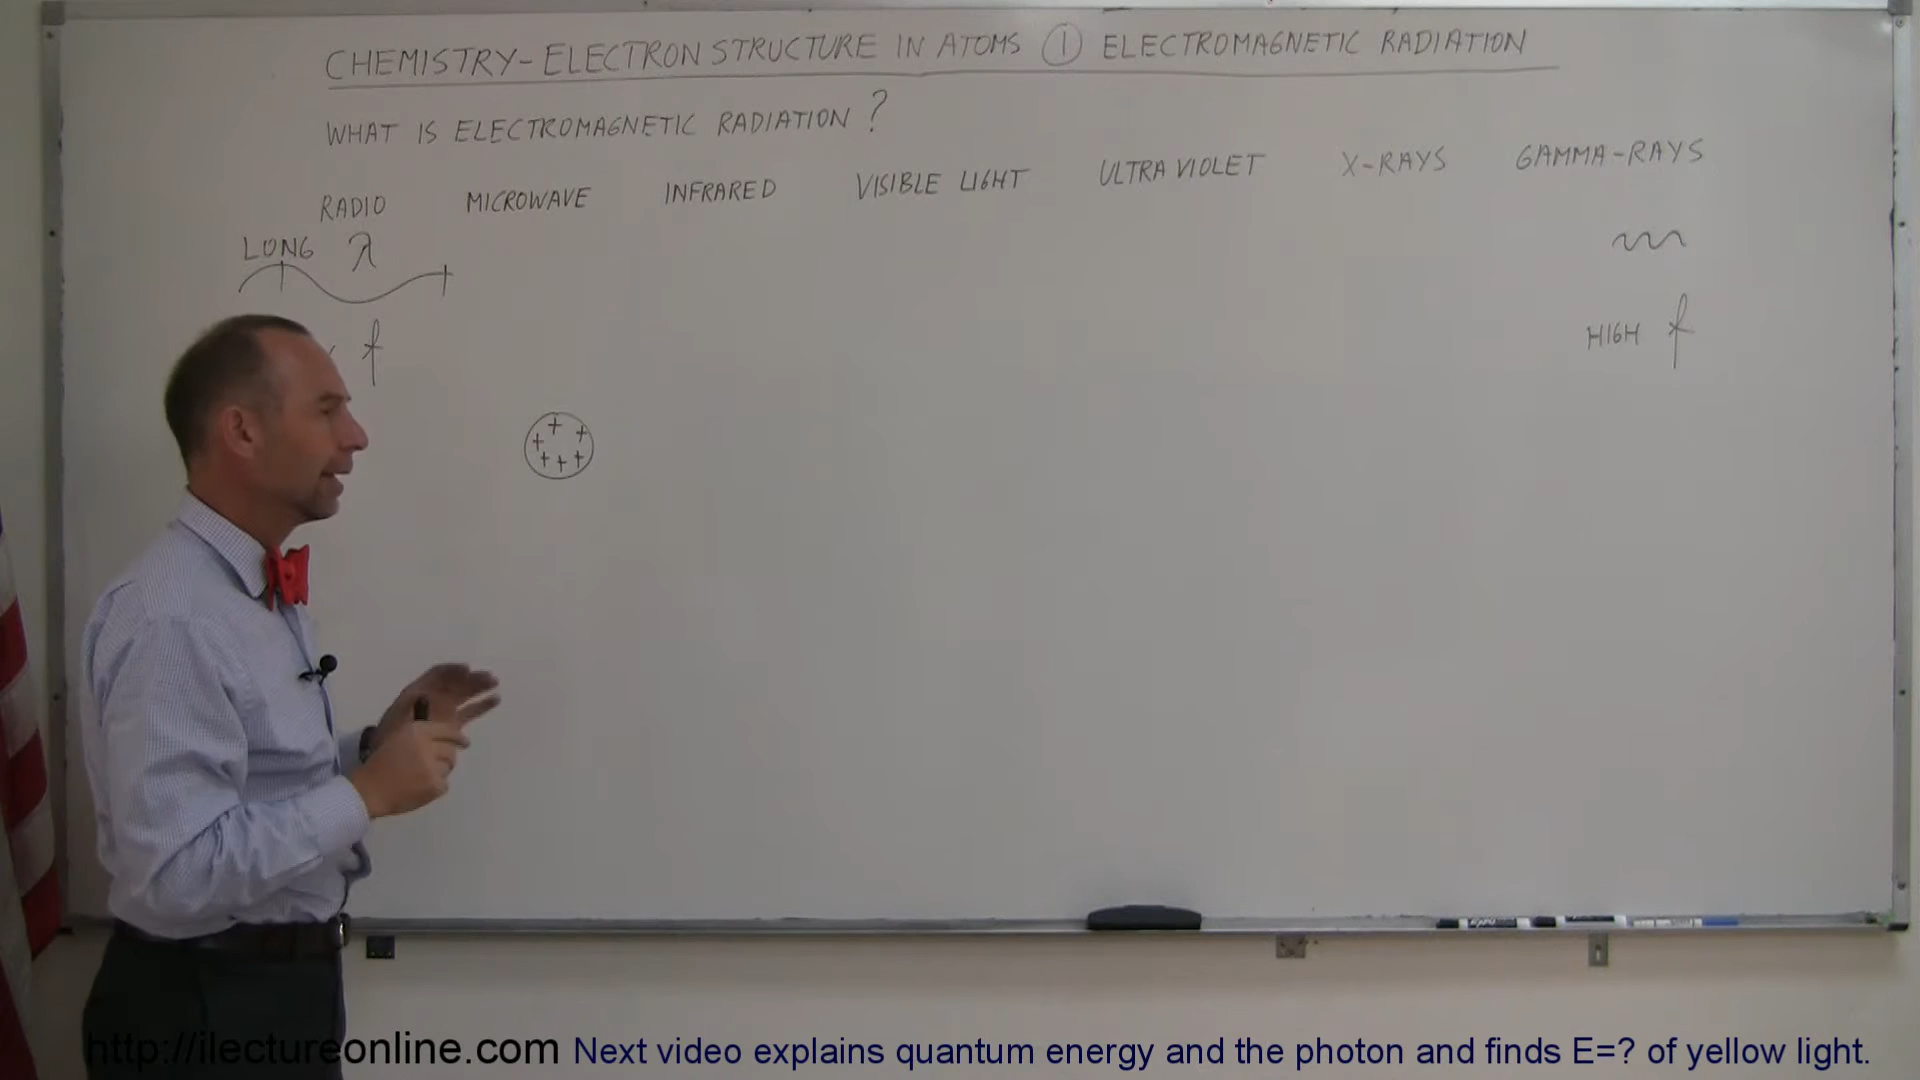 CHEMISTRY-ELECTRON STRUCTURE IN ATOMS ① ELECTROMAGNETIC RADIATION
WHAT IS ELECTROMAGNETIC RADIATION?
RADIO MICROWAVE INFRARED VISIBLE LIGHT ULTRA VIOLET X-RAYS GAMMA-RAYS
LONG λ
f
HIGH f
+ + + + + +
EXPO
http://ilectureonline.com Next video explains quantum energy and the photon and finds E=? of yellow light.